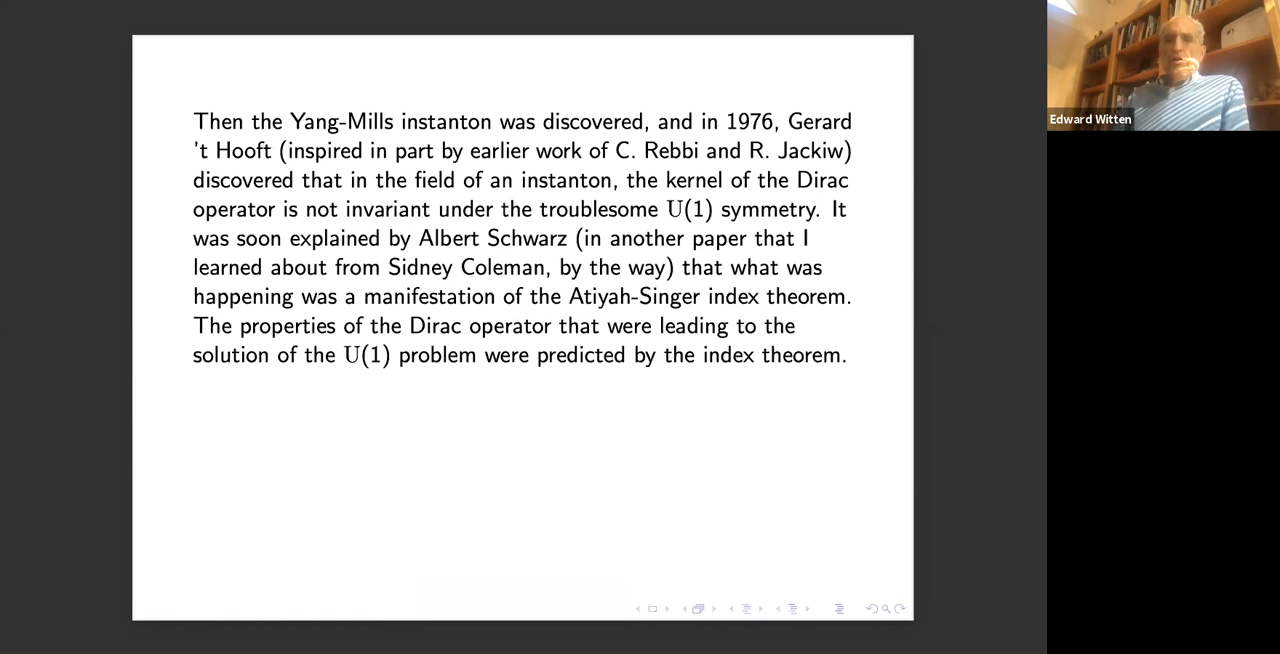 Then the Yang-Mills instanton was discovered, and in 1976, Gerard
't Hooft (inspired in part by earlier work of C. Rebbi and R. Jackiw)
discovered that in the field of an instanton, the kernel of the Dirac
operator is not invariant under the troublesome U(1) symmetry. It
was soon explained by Albert Schwarz (in another paper that I
learned about from Sidney Coleman, by the way) that what was
happening was a manifestation of the Atiyah-Singer index theorem.
The properties of the Dirac operator that were leading to the
solution of the U(1) problem were predicted by the index theorem.
Edward Witten